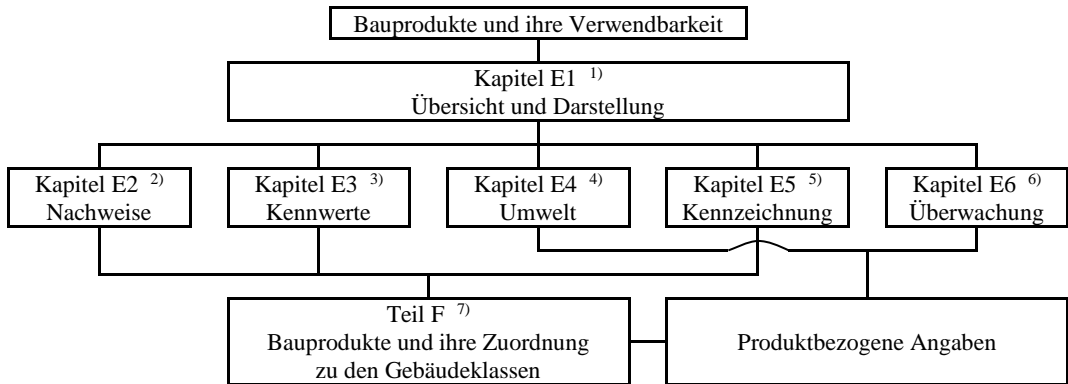 Bauprodukte und ihre Verwendbarkeit
Kapitel E1 1)
Übersicht und Darstellung
Kapitel E2 2)
Nachweise
Kapitel E3 3)
Kennwerte
Kapitel E4 4)
Umwelt
Kapitel E5 5)
Kennzeichnung
Kapitel E6 6)
Überwachung
Teil F 7)
Bauprodukte und ihre Zuordnung
zu den Gebäudeklassen
Produktbezogene Angaben